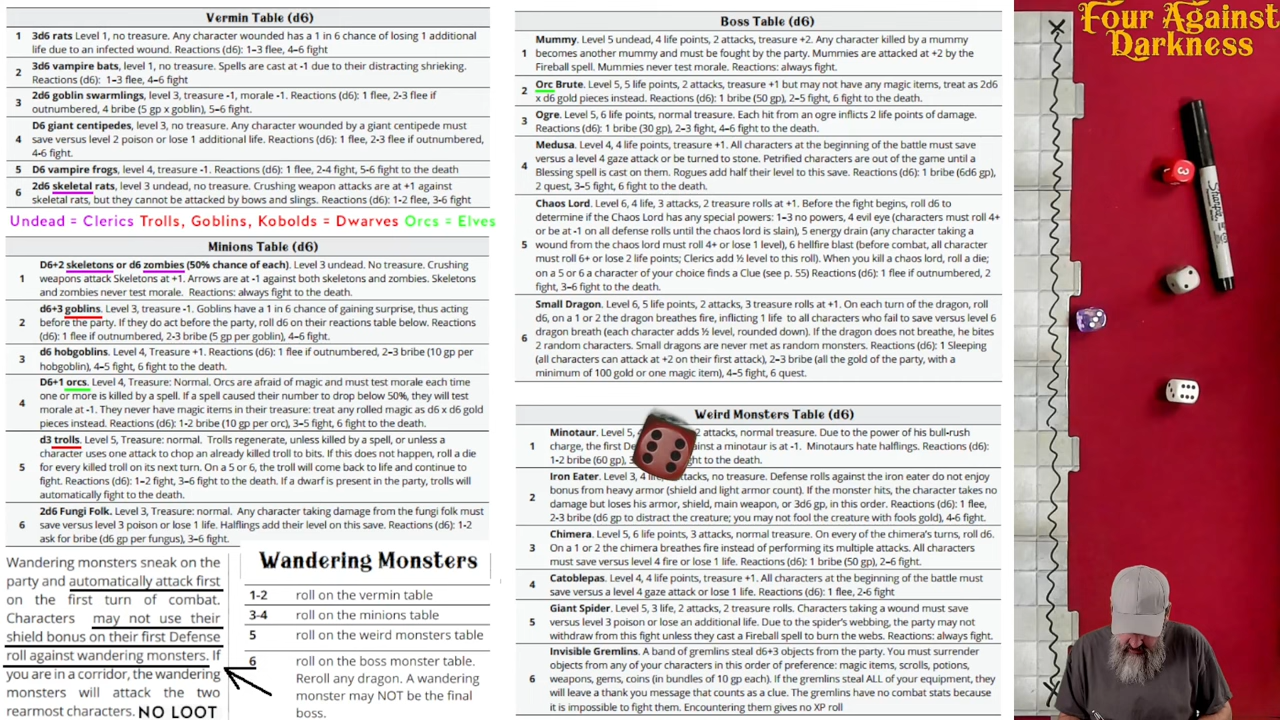 Vermin Table (d6)
1 3d6 rats Level 1, no treasure. Any character wounded has a 1 in 6 chance of losing 1 additional
life due to an infected wound. Reactions (d6): 1–3 flee, 4–6 fight
2 3d6 vampire bats, level 1, no treasure. Spells are cast at -1 due to their distracting shrieking.
Reactions (d6): 1–3 flee, 4–6 fight
3 2d6 goblin swarmlings, level 3, treasure -1, morale -1. Reactions (d6): 1 flee, 2-3 flee if
outnumbered, 4 bribe (5 gp x goblin), 5–6 fight.
4 D6 giant centipedes, level 3, no treasure. Any character wounded by a giant centipede must
save versus level 2 poison or lose 1 additional life. Reactions (d6): 1 flee, 2-3 flee if outnumbered,
4–6 fight.
5 D6 vampire frogs, level 4, treasure -1. Reactions (d6): 1 flee, 2-4 fight, 5-6 fight to the death
6 2d6 skeletal rats, level 3 undead, no treasure. Crushing weapon attacks are at +1 against
skeletal rats, but they cannot be attacked by bows and slings. Reactions (d6): 1-2 flee, 3-6 fight
Undead = Clerics Trolls, Goblins, Kobolds = Dwarves Orcs = Elves
Minions Table (d6)
1 D6+2 skeletons or d6 zombies (50% chance of each). Level 3 undead. No treasure. Crushing
weapons attack Skeletons at +1. Arrows are at -1 against both skeletons and zombies. Skeletons
and zombies never test morale. Reactions: always fight to the death.
2 d6+3 goblins. Level 3, treasure -1. Goblins have a 1 in 6 chance of gaining surprise, thus acting
before the party. If they do act before the party, roll d6 on their reactions table below. Reactions
(d6): 1 flee if outnumbered, 2-3 bribe (5 gp per goblin), 4–6 fight.
3 d6 hobgoblins. Level 4, Treasure +1. Reactions (d6): 1 flee if outnumbered, 2–3 bribe (10 gp per
hobgoblin), 4–5 fight, 6 fight to the death.
4 D6+1 orcs. Level 4, Treasure: Normal. Orcs are afraid of magic and must test morale each time
one or more is killed by a spell. If a spell caused their number to drop below 50%, they will test
morale at -1. They never have magic items in their treasure: treat any rolled magic as d6 x d6 gold
pieces instead. Reactions (d6): 1-2 bribe (10 gp per orc), 3–5 fight, 6 fight to the death.
5 d3 trolls. Level 5, Treasure: normal. Trolls regenerate, unless killed by a spell, or unless a
character uses one attack to chop an already killed troll to bits. If this does not happen, roll a die
for every killed troll on its next turn. On a 5 or 6, the troll will come back to life and continue to
fight. Reactions (d6): 1–2 fight, 3–6 fight to the death. If a dwarf is present in the party, trolls will
automatically fight to the death.
6 2d6 Fungi Folk. Level 3, Treasure: normal. Any character taking damage from the fungi folk must
save versus level 3 poison or lose 1 life. Halflings add their level on this save. Reactions (d6): 1-2
ask for bribe (d6 gp per fungus), 3–6 fight.
Wandering monsters sneak on the
party and automatically attack first
on the first turn of combat.
Characters may not use their
shield bonus on their first Defense
roll against wandering monsters. If
you are in a corridor, the wandering
monsters will attack the two
rearmost characters. NO LOOT
Wandering Monsters
1-2 roll on the vermin table
3-4 roll on the minions table
5 roll on the weird monsters table
6 roll on the boss monster table.
Reroll any dragon. A wandering
monster may NOT be the final
boss.
Boss Table (d6)
1 Mummy. Level 5 undead, 4 life points, 2 attacks, treasure +2. Any character killed by a mummy
becomes another mummy and must be fought by the party. Mummies are attacked at +2 by the
Fireball spell. Mummies never test morale. Reactions: always fight.
2 Orc Brute. Level 5, 5 life points, 2 attacks, treasure +1 but may not have any magic items, treat as 2d6
x d6 gold pieces instead. Reactions (d6): 1 bribe (50 gp), 2–5 fight, 6 fight to the death.
3 Ogre. Level 5, 6 life points, normal treasure. Each hit from an ogre inflicts 2 life points of damage.
Reactions (d6): 1 bribe (30 gp), 2–3 fight, 4–6 fight to the death.
4 Medusa. Level 4, 4 life points, treasure +1. All characters at the beginning of the battle must save
versus a level 4 gaze attack or be turned to stone. Petrified characters are out of the game until a
Blessing spell is cast on them. Rogues add half their level to this save. Reactions (d6): 1 bribe (6d6 gp),
2 quest, 3–5 fight, 6 fight to the death.
5 Chaos Lord. Level 6, 4 life, 3 attacks, 2 treasure rolls at +1. Before the fight begins, roll d6 to
determine if the Chaos Lord has any special powers: 1–3 no powers, 4 evil eye (characters must roll 4+
or be at -1 on all defense rolls until the chaos lord is slain), 5 energy drain (any character taking a
wound from the chaos lord must roll 4+ or lose 1 level), 6 hellfire blast (before combat, all character
must roll 6+ or lose 2 life points; Clerics add ½ level to this roll). When you kill a chaos lord, roll a die;
on a 5 or 6 a character of your choice finds a Clue (see p. 55) Reactions (d6): 1 flee if outnumbered, 2
fight, 3–6 fight to the death.
6 Small Dragon. Level 6, 5 life points, 2 attacks, 3 treasure rolls at +1. On each turn of the dragon, roll
d6, on a 1 or 2 the dragon breathes fire, inflicting 1 life to all characters who fail to save versus level 6
dragon breath (each character adds ½ level, rounded down). If the dragon does not breathe, he bites
2 random characters. Small dragons are never met as random monsters. Reactions (d6): 1 Sleeping
(all characters can attack at +2 on their first attack), 2–3 bribe (all the gold of the party, with a
minimum of 100 gold or one magic item), 4–5 fight, 6 quest.
Weird Monsters Table (d6)
1 Minotaur. Level 5, 4 2 attacks, normal treasure. Due to the power of his bull-rush
charge, the first De against a minotaur is at -1. Minotaurs hate halflings. Reactions (d6):
1-2 bribe (60 gp), 3 fight to the death.
2 Iron Eater. Level 3, 4 life attacks, no treasure. Defense rolls against the iron eater do not enjoy
bonus from heavy armor (shield and light armor count). If the monster hits, the character takes no
damage but loses his armor, shield, main weapon, or 3d6 gp, in this order. Reactions (d6): 1 flee,
2–3 bribe (d6 gp to distract the creature; you may not fool the creature with fools gold), 4–6 fight.
3 Chimera. Level 5, 6 life points, 3 attacks, normal treasure. On every of the chimera's turns, roll d6.
On a 1 or 2 the chimera breathes fire instead of performing its multiple attacks. All characters
must save versus level 4 fire or lose 1 life. Reactions (d6): 1 bribe (50 gp), 2–6 fight.
4 Catoblepas. Level 4, 4 life points, treasure +1. All characters at the beginning of the battle must
save versus a level 4 gaze attack or lose 1 life. Reactions (d6): 1 flee, 2-6 fight
5 Giant Spider. Level 5, 3 life, 2 attacks, 2 treasure rolls. Characters taking a wound must save
versus level 3 poison or lose an additional life. Due to the spider's webbing, the party may not
withdraw from this fight unless they cast a Fireball spell to burn the webs. Reactions: always fight.
6 Invisible Gremlins. A band of gremlins steal d6+3 objects from the party. You must surrender
objects from any of your characters in this order of preference: magic items, scrolls, potions,
weapons, gems, coins (in bundles of 10 gp each). If the gremlins steal ALL of your equipment, they
will leave a thank you message that counts as a clue. The gremlins have no combat stats because
it is impossible to fight them. Encountering them gives no XP roll
Four Against
Darkness
Sharpie